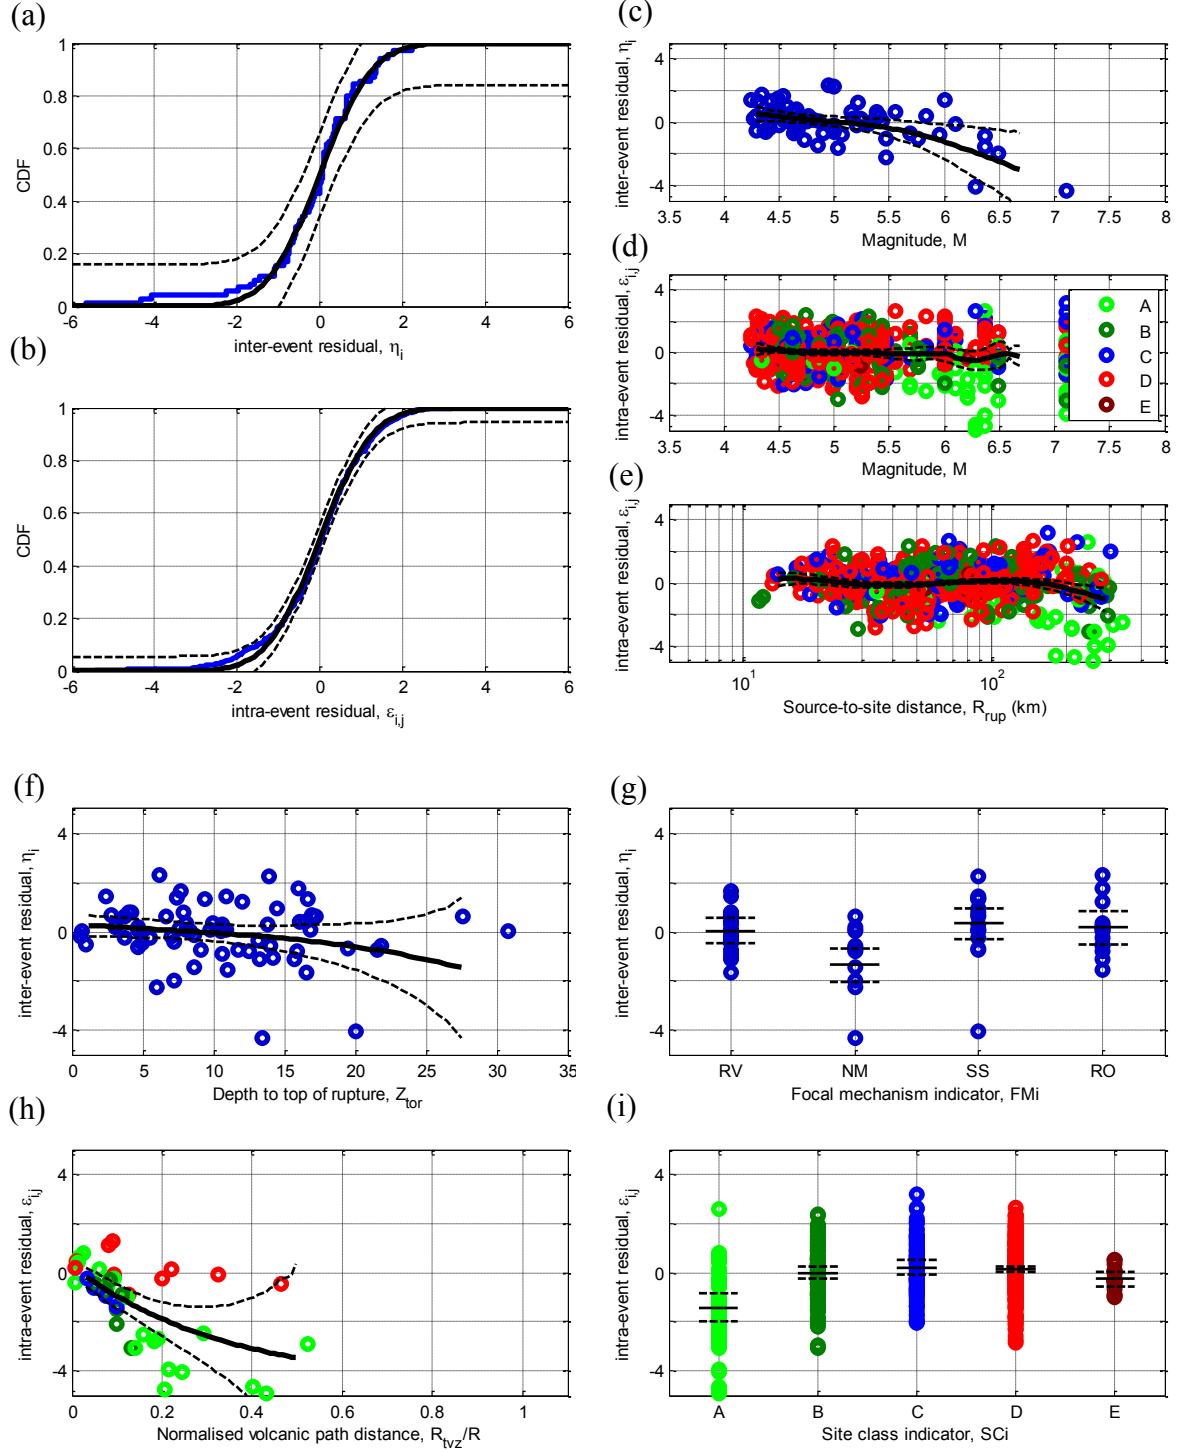 (a)
1
0.8
0.6
0.4
0.2
0
CDF
-6 -4 -2 0 2 4 6
inter-event residual, ηi
(b)
1
0.8
0.6
0.4
0.2
0
CDF
-6 -4 -2 0 2 4 6
intra-event residual, εi,j
(c)
4
0
-4
inter-event residual, ηi
3.5 4 4.5 5 5.5 6 6.5 7 7.5 8
Magnitude, M
(d)
4
0
-4
intra-event residual, εi,j
A
B
C
D
E
3.5 4 4.5 5 5.5 6 6.5 7 7.5 8
Magnitude, M
(e)
4
0
-4
intra-event residual, εi,j
10^1 10^2
Source-to-site distance, Rrup (km)
(f)
4
0
-4
inter-event residual, ηi
0 5 10 15 20 25 30 35
Depth to top of rupture, Ztor
(g)
4
0
-4
inter-event residual, ηi
RV NM SS RO
Focal mechanism indicator, FMi
(h)
4
0
-4
intra-event residual, εi,j
0 0.2 0.4 0.6 0.8 1
Normalised volcanic path distance, Rtvz/R
(i)
4
0
-4
intra-event residual, εi,j
A B C D E
Site class indicator, SCi